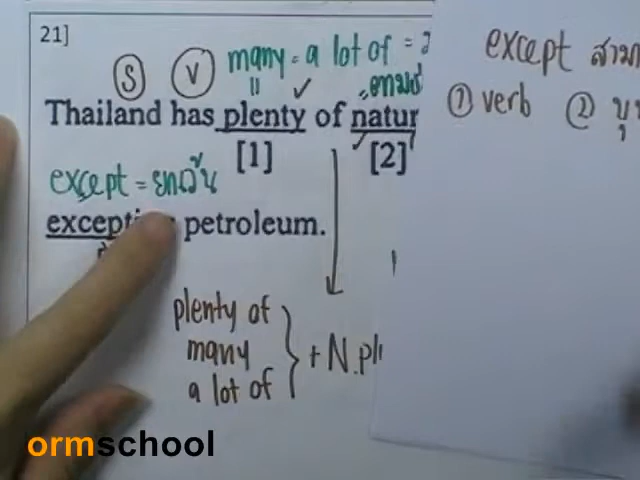 21]
many = a lot of =
except
S V
① verb ②
Thailand has plenty of natur
[1] [2]
except = ยกเว้น
petroleum.
plenty of
many + N.pl
a lot of
ormschool